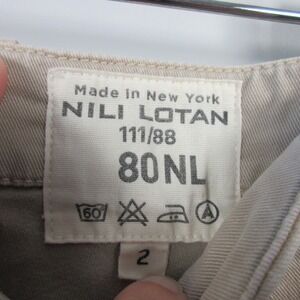 Made in New York
NILI LOTAN
111/88
80NL
60 A
2